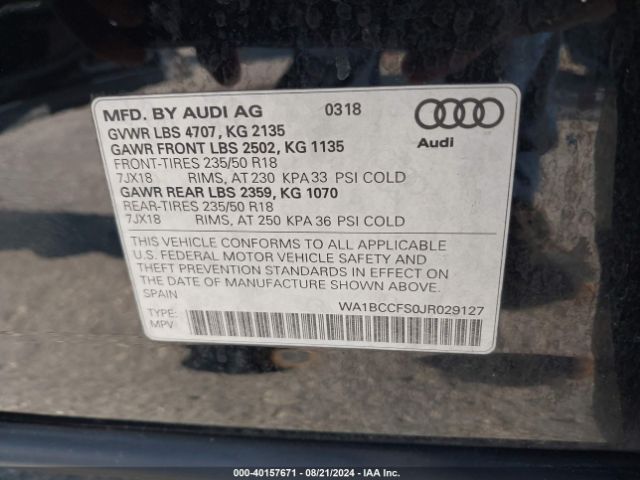 MFD. BY AUDI AG 0318
GVWR LBS 4707, KG 2135
GAWR FRONT LBS 2502, KG 1135
FRONT-TIRES 235/50 R18
7JX18 RIMS, AT 230 KPA 33 PSI COLD
GAWR REAR LBS 2359, KG 1070
REAR-TIRES 235/50 R18
7JX18 RIMS, AT 250 KPA 36 PSI COLD
Audi
THIS VEHICLE CONFORMS TO ALL APPLICABLE
U.S. FEDERAL MOTOR VEHICLE SAFETY AND
THEFT PREVENTION STANDARDS IN EFFECT ON
THE DATE OF MANUFACTURE SHOWN ABOVE.
SPAIN
WA1BCCFS0JR029127
TYPE:
MPV
000-40157671 - 08/21/2024 - IAA Inc.